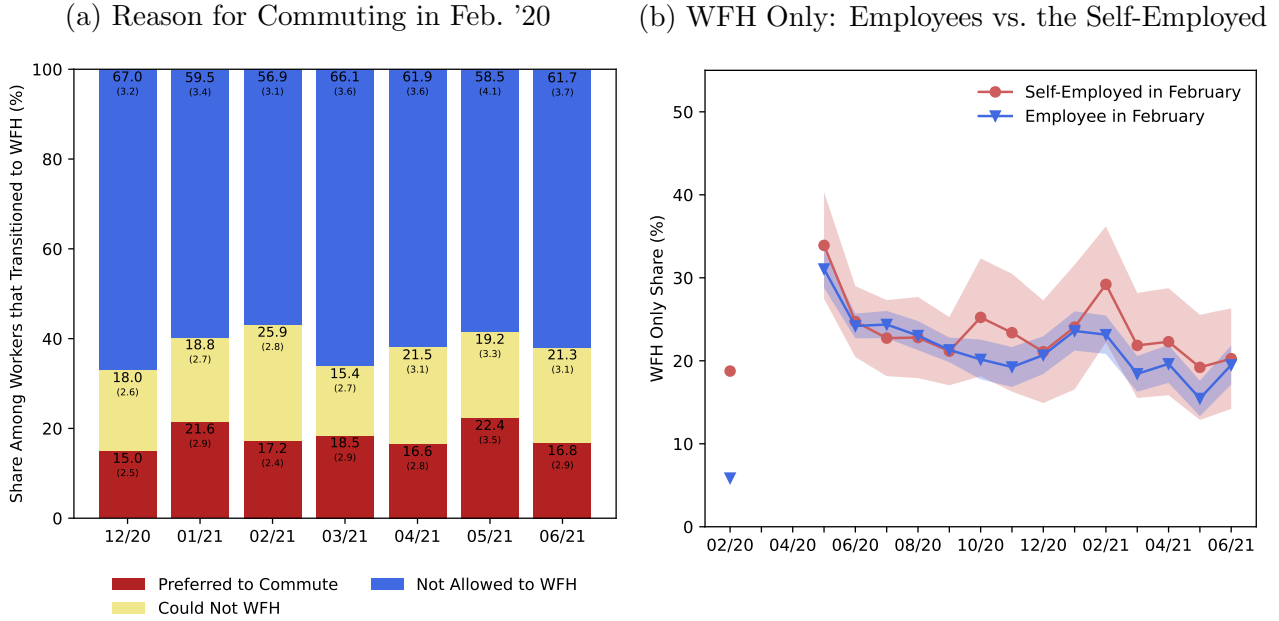 (a) Reason for Commuting in Feb. ’20
Share Among Workers that Transitioned to WFH (%)
100
80
60
40
20
0
67.0 59.5 56.9 66.1 61.9 58.5 61.7
(3.2) (3.4) (3.1) (3.6) (3.6) (4.1) (3.7)
18.0 18.8 25.9 15.4 21.5 19.2 21.3
(2.6) (2.7) (2.8) (2.7) (3.1) (3.3) (3.1)
15.0 21.6 17.2 18.5 16.6 22.4 16.8
(2.5) (2.9) (2.4) (2.9) (2.8) (3.5) (2.9)
12/20 01/21 02/21 03/21 04/21 05/21 06/21
Preferred to Commute
Could Not WFH
Not Allowed to WFH
(b) WFH Only: Employees vs. the Self-Employed
WFH Only Share (%)
50
40
30
20
10
0
Self-Employed in February
Employee in February
02/20 04/20 06/20 08/20 10/20 12/20 02/21 04/21 06/21